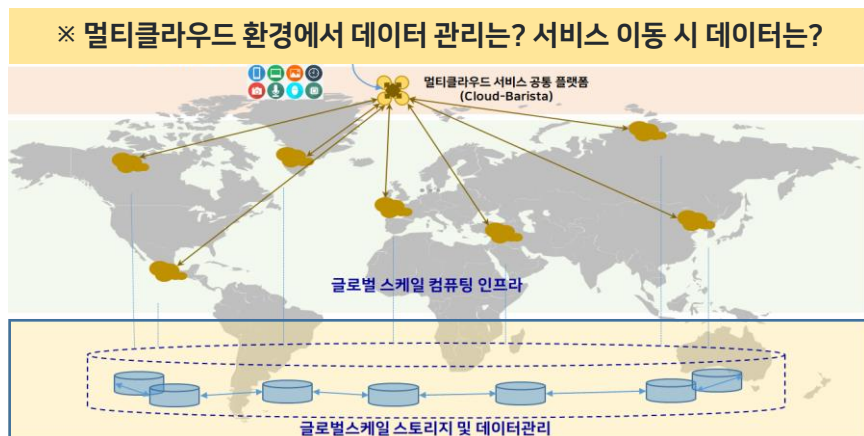 ※ 멀티클라우드 환경에서 데이터 관리는? 서비스 이동 시 데이터는?
멀티클라우드 서비스 공통 플랫폼
(Cloud-Barista)
글로벌 스케일 컴퓨팅 인프라
글로벌스케일 스토리지 및 데이터관리